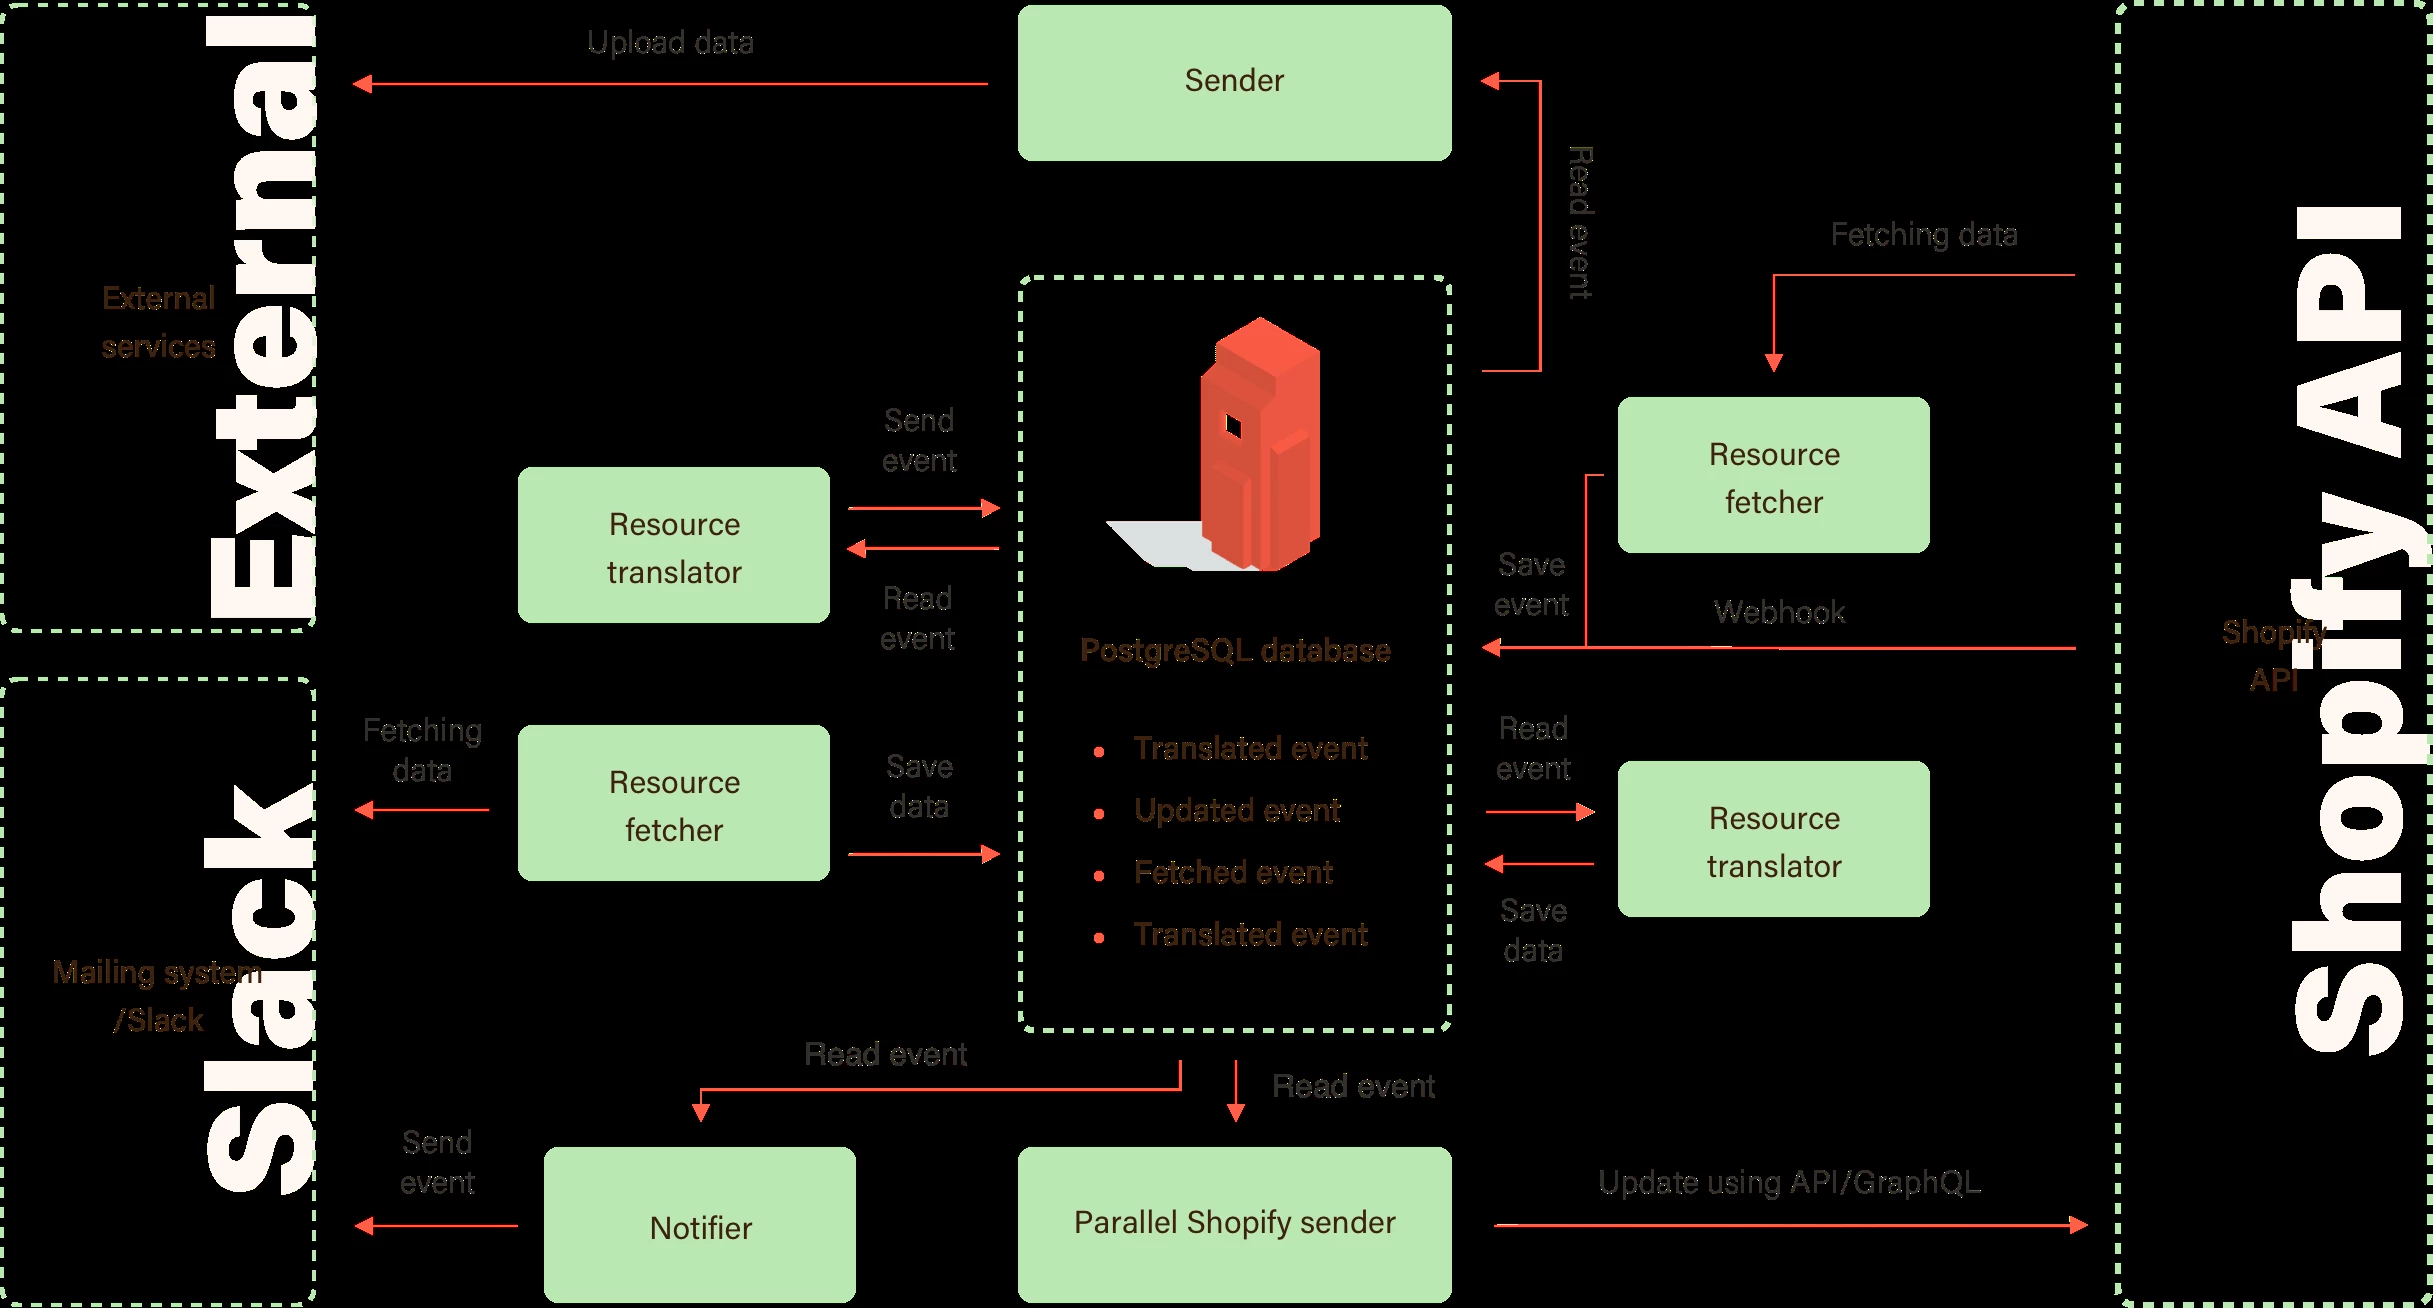 External
External
services
Upload data
Sender
Read event
Fetching data
Send
event
Resource
translator
Read
event
PostgreSQL database
Translated event
Updated event
Fetched event
Translated event
Resource
fetcher
Save
event
Webhook
Shopify API
Shopify
API
Slack
Mailing system
/Slack
Fetching
data
Resource
fetcher
Save
data
Read
event
Resource
translator
Save
data
Read event
Read event
Send
event
Notifier
Parallel Shopify sender
Update using API/GraphQL